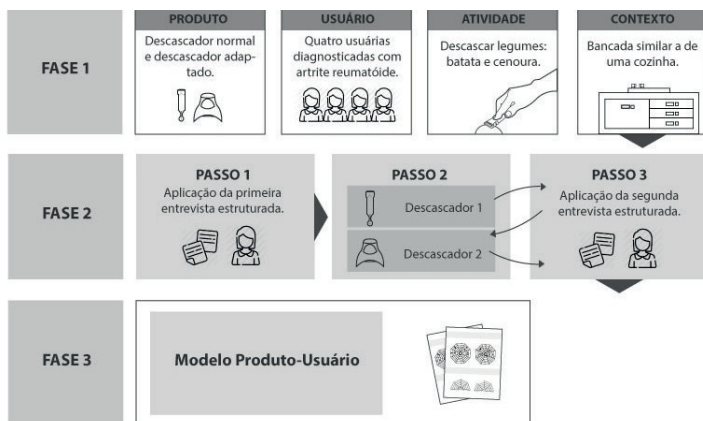 PRODUTO
Descascador normal
e descascador adap-
tado.
USUÁRIO
Quatro usuárias
diagnosticadas com
artrite reumatóide.
ATIVIDADE
Descascar legumes:
batata e cenoura.
CONTEXTO
Bancada similar a de
uma cozinha.
FASE 1
FASE 2
PASSO 1
Aplicação da primeira
entrevista estruturada.
PASSO 2
Descascador 1
Descascador 2
PASSO 3
Aplicação da segunda
entrevista estruturada.
FASE 3
Modelo Produto-Usuário